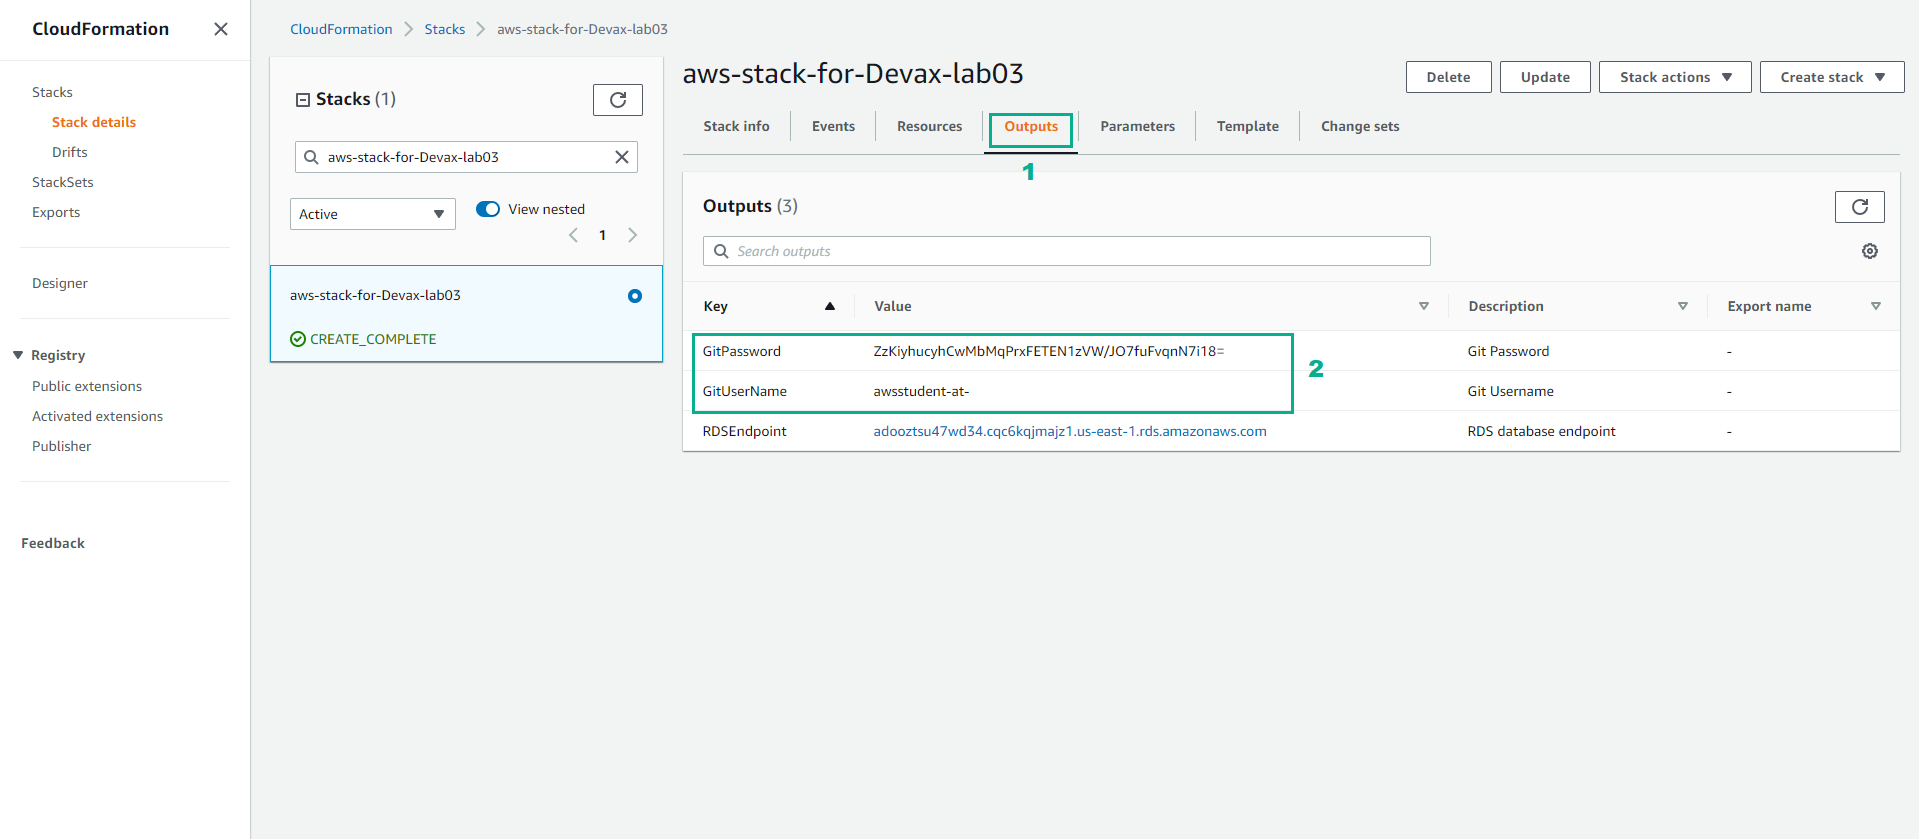 CloudFormation
Stacks
Stack details
Drifts
StackSets
Exports
Designer
Registry
Public extensions
Activated extensions
Publisher
Feedback
CloudFormation Stacks aws-stack-for-Devax-lab03
Stacks (1)
aws-stack-for-Devax-lab03
Active
View nested
1
aws-stack-for-Devax-lab03
CREATE_COMPLETE
aws-stack-for-Devax-lab03
Delete Update Stack actions Create stack
Stack info Events Resources Outputs Parameters Template Change sets
1
Outputs (3)
Search outputs
Key Value Description Export name
GitPassword ZzKiyhucyhCwMbMqPrxFETEN1zVW/JO7fuFvqnN7i18= Git Password -
2
GitUserName awsstudent-at- Git Username -
RDSEndpoint adooztsu47wd34.cqc6kqjmajz1.us-east-1.rds.amazonaws.com RDS database endpoint -